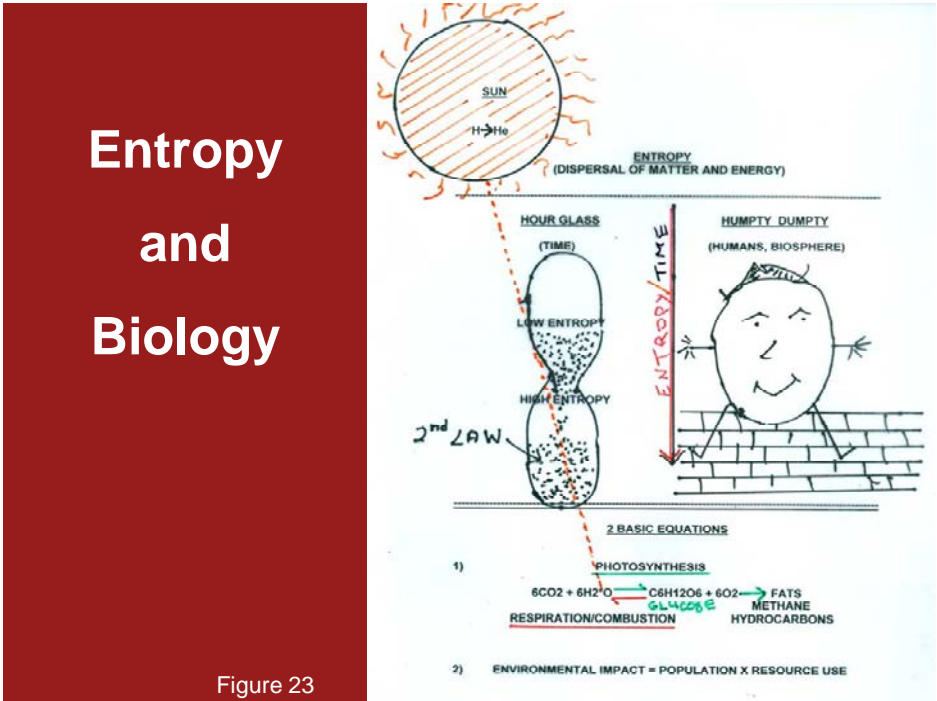 Entropy
and
Biology
Figure 23
SUN
H→He
ENTROPY
(DISPERSAL OF MATTER AND ENERGY)
HOUR GLASS
(TIME)
LOW ENTROPY
HIGH ENTROPY
2nd LAW
ENTROPY/TIME
HUMPTY DUMPTY
(HUMANS, BIOSPHERE)
2 BASIC EQUATIONS
1) PHOTOSYNTHESIS
6CO2 + 6H2O C6H12O6 + 6O2 → FATS
GLUCOSE METHANE
RESPIRATION/COMBUSTION HYDROCARBONS
2) ENVIRONMENTAL IMPACT = POPULATION X RESOURCE USE